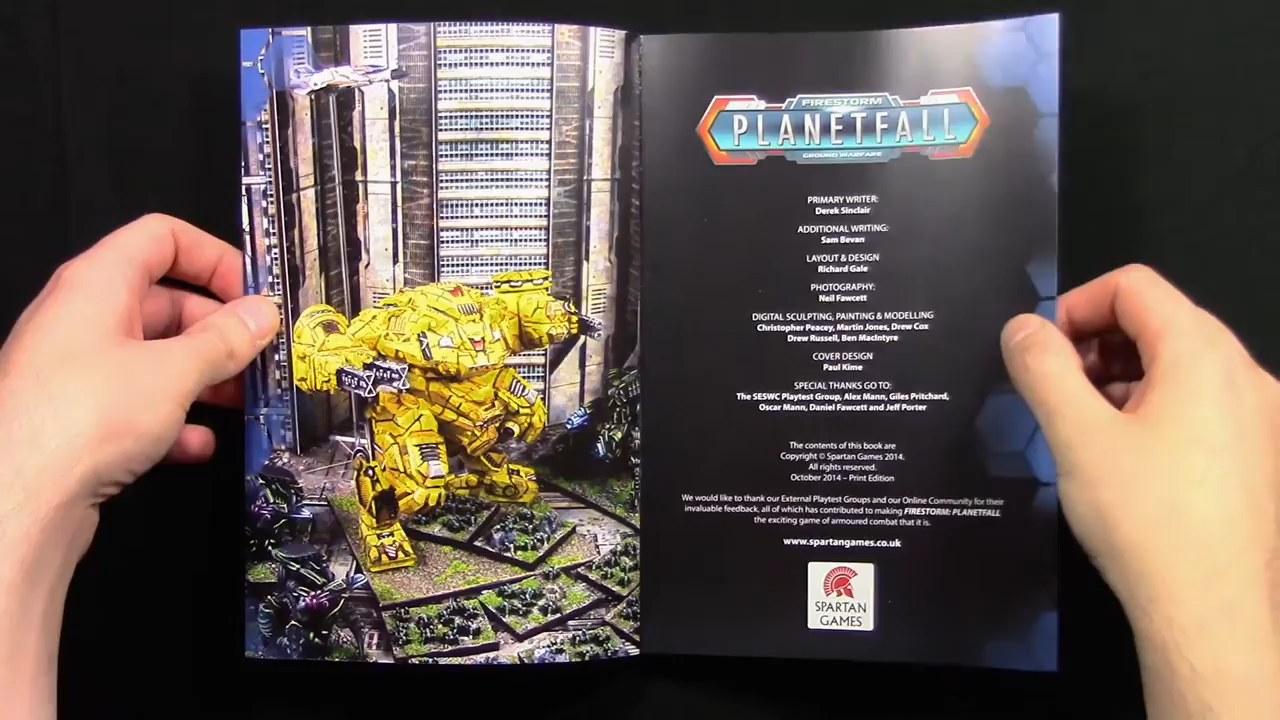 FIRESTORM
PLANETFALL
GROUND WARFARE
PRIMARY WRITER:
Derek Sinclair
ADDITIONAL WRITING:
Sam Bevan
LAYOUT & DESIGN
Richard Gale
PHOTOGRAPHY:
Neil Fawcett
DIGITAL SCULPTING, PAINTING & MODELLING
Christopher Peacey, Martin Jones, Drew Cox
Drew Russell, Ben MacIntyre
COVER DESIGN
Paul Kime
SPECIAL THANKS GO TO:
The SESWC Playtest Group, Alex Mann, Giles Pritchard,
Oscar Mann, Daniel Fawcett and Jeff Porter
The contents of this book are
Copyright © Spartan Games 2014.
All rights reserved.
October 2014 – Print Edition
We would like to thank our External Playtest Groups and our Online Community for their
invaluable feedback, all of which has contributed to making FIRESTORM: PLANETFALL
the exciting game of armoured combat that it is.
www.spartangames.co.uk
SPARTAN
GAMES